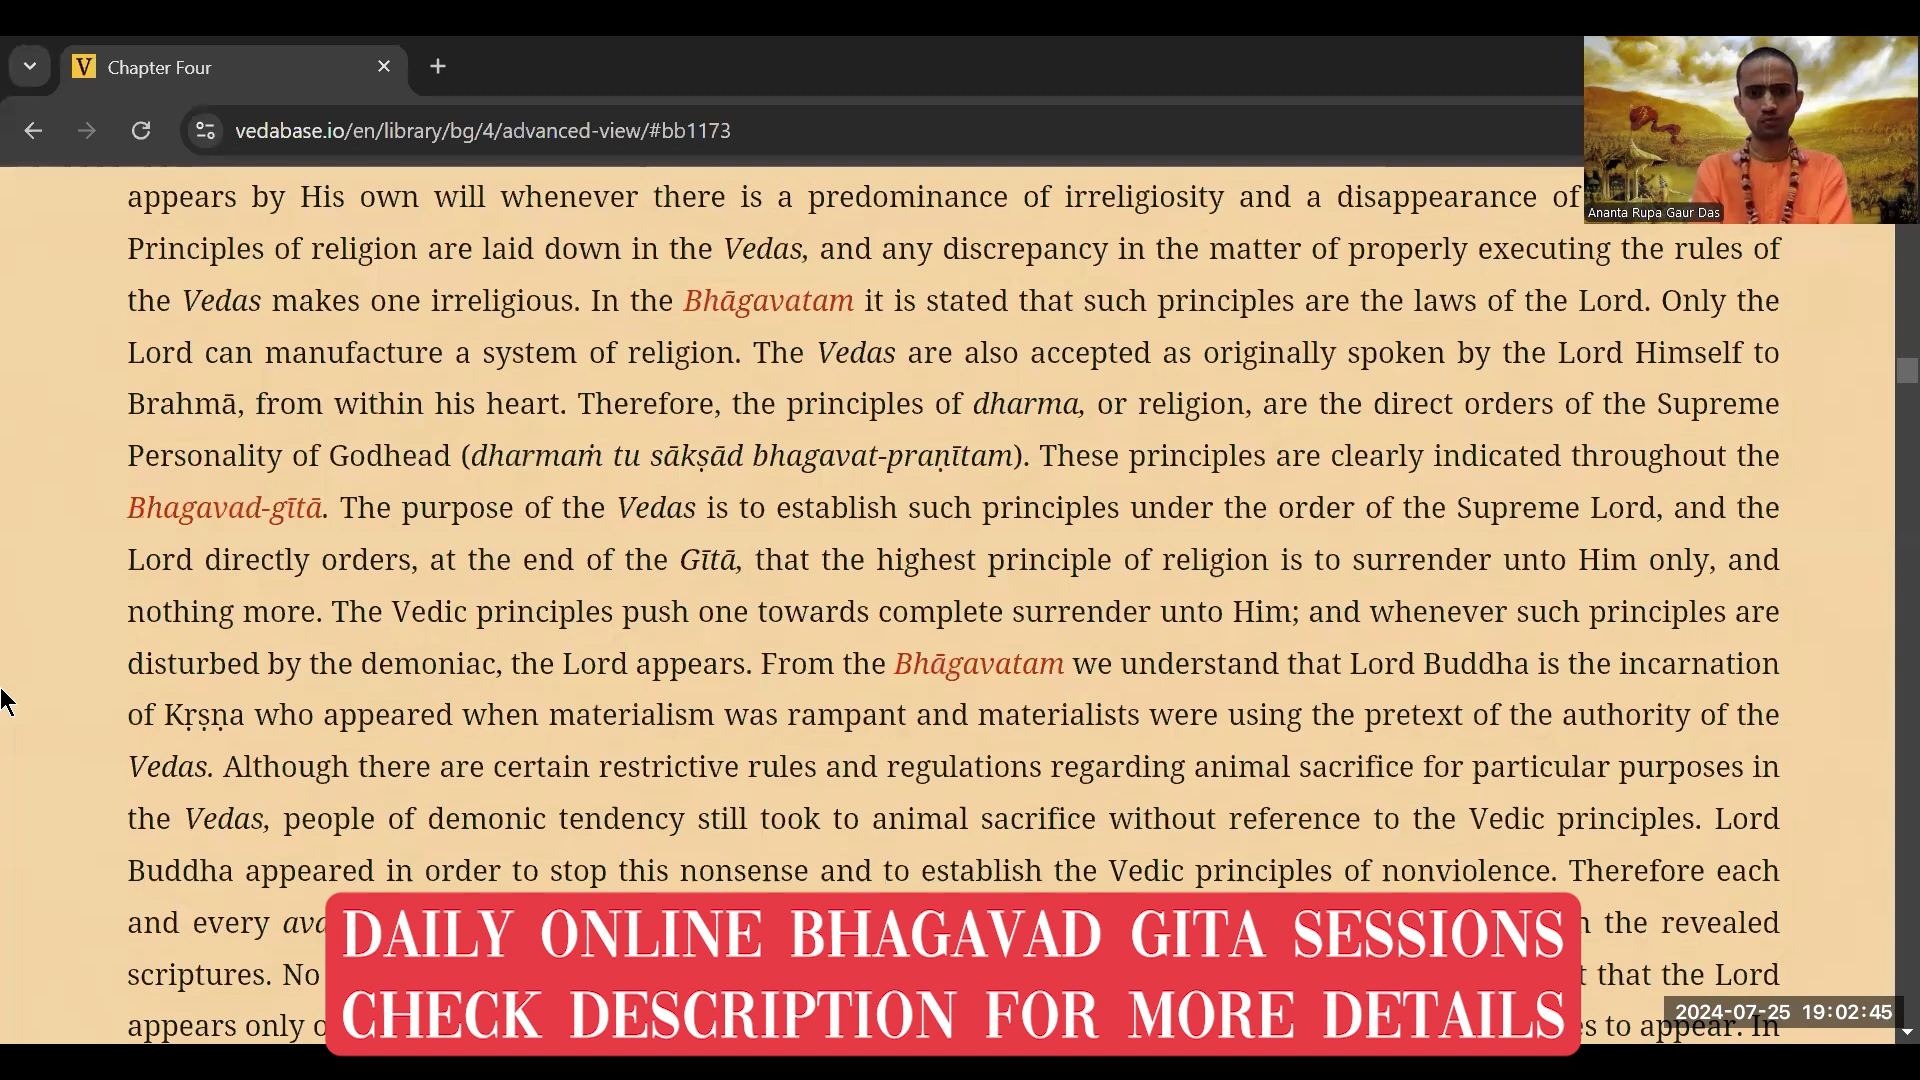 V Chapter Four
vedabase.io/en/library/bg/4/advanced-view/#bb1173
Ananta Rupa Gaur Das
appears by His own will whenever there is a predominance of irreligiosity and a disappearance of
Principles of religion are laid down in the Vedas, and any discrepancy in the matter of properly executing the rules of
the Vedas makes one irreligious. In the Bhāgavatam it is stated that such principles are the laws of the Lord. Only the
Lord can manufacture a system of religion. The Vedas are also accepted as originally spoken by the Lord Himself to
Brahmā, from within his heart. Therefore, the principles of dharma, or religion, are the direct orders of the Supreme
Personality of Godhead (dharmaṁ tu sākṣād bhagavat-praṇītam). These principles are clearly indicated throughout the
Bhagavad-gītā. The purpose of the Vedas is to establish such principles under the order of the Supreme Lord, and the
Lord directly orders, at the end of the Gītā, that the highest principle of religion is to surrender unto Him only, and
nothing more. The Vedic principles push one towards complete surrender unto Him; and whenever such principles are
disturbed by the demoniac, the Lord appears. From the Bhāgavatam we understand that Lord Buddha is the incarnation
of Kṛṣṇa who appeared when materialism was rampant and materialists were using the pretext of the authority of the
Vedas. Although there are certain restrictive rules and regulations regarding animal sacrifice for particular purposes in
the Vedas, people of demonic tendency still took to animal sacrifice without reference to the Vedic principles. Lord
Buddha appeared in order to stop this nonsense and to establish the Vedic principles of nonviolence. Therefore each
and every the revealed
scriptures. No that the Lord
appears only to appear. In
DAILY ONLINE BHAGAVAD GITA SESSIONS
CHECK DESCRIPTION FOR MORE DETAILS
2024-07-25 19:02:45